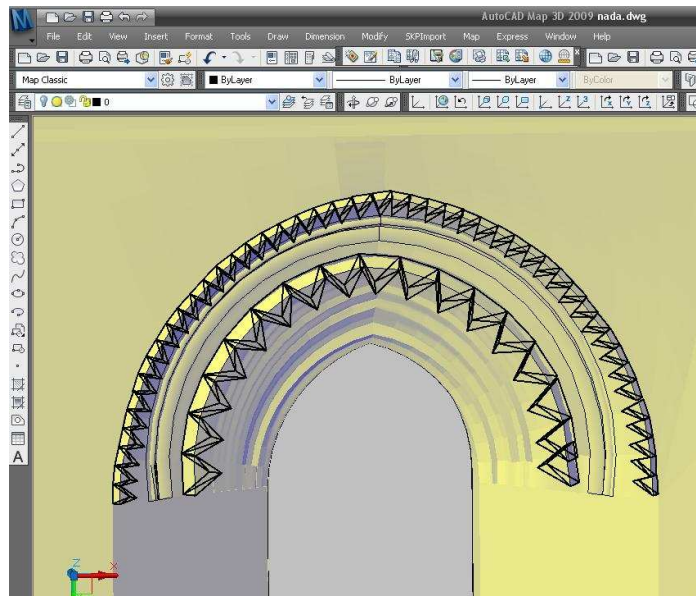 AutoCAD Map 3D 2009 nada.dwg
File Edit View Insert Format Tools Draw Dimension Modify SKPImport Map Express Window Help
Map Classic ByLayer ByLayer ByLayer ByColor
0
A
Z
X